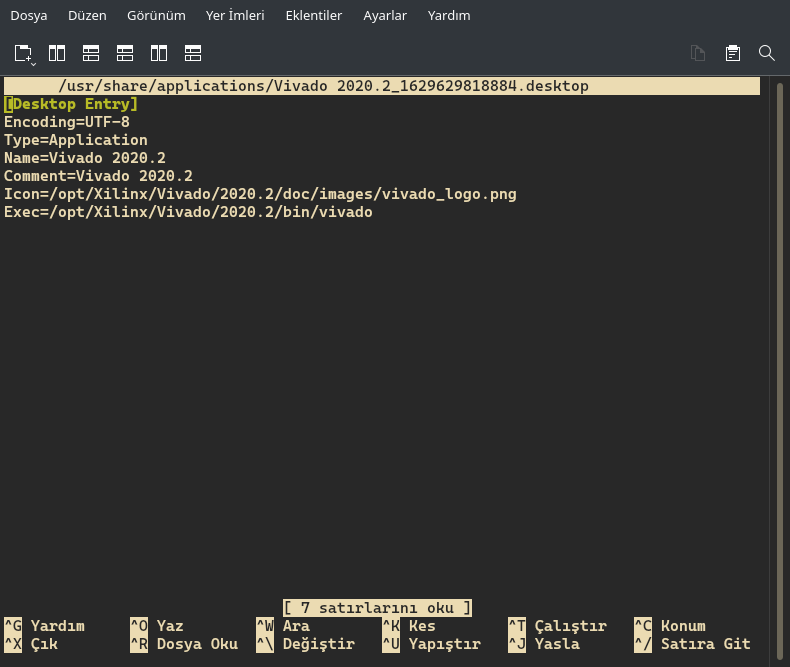 Dosya Düzen Görünüm Yer İmleri Eklentiler Ayarlar Yardım
/usr/share/applications/Vivado 2020.2_1629629818884.desktop
[Desktop Entry]
Encoding=UTF-8
Type=Application
Name=Vivado 2020.2
Comment=Vivado 2020.2
Icon=/opt/Xilinx/Vivado/2020.2/doc/images/vivado_logo.png
Exec=/opt/Xilinx/Vivado/2020.2/bin/vivado
[ 7 satırlarını oku ]
^G Yardım ^O Yaz ^W Ara ^K Kes ^T Çalıştır ^C Konum
^X Çık ^R Dosya Oku ^\ Değiştir ^U Yapıştır ^J Yasla ^/ Satıra Git